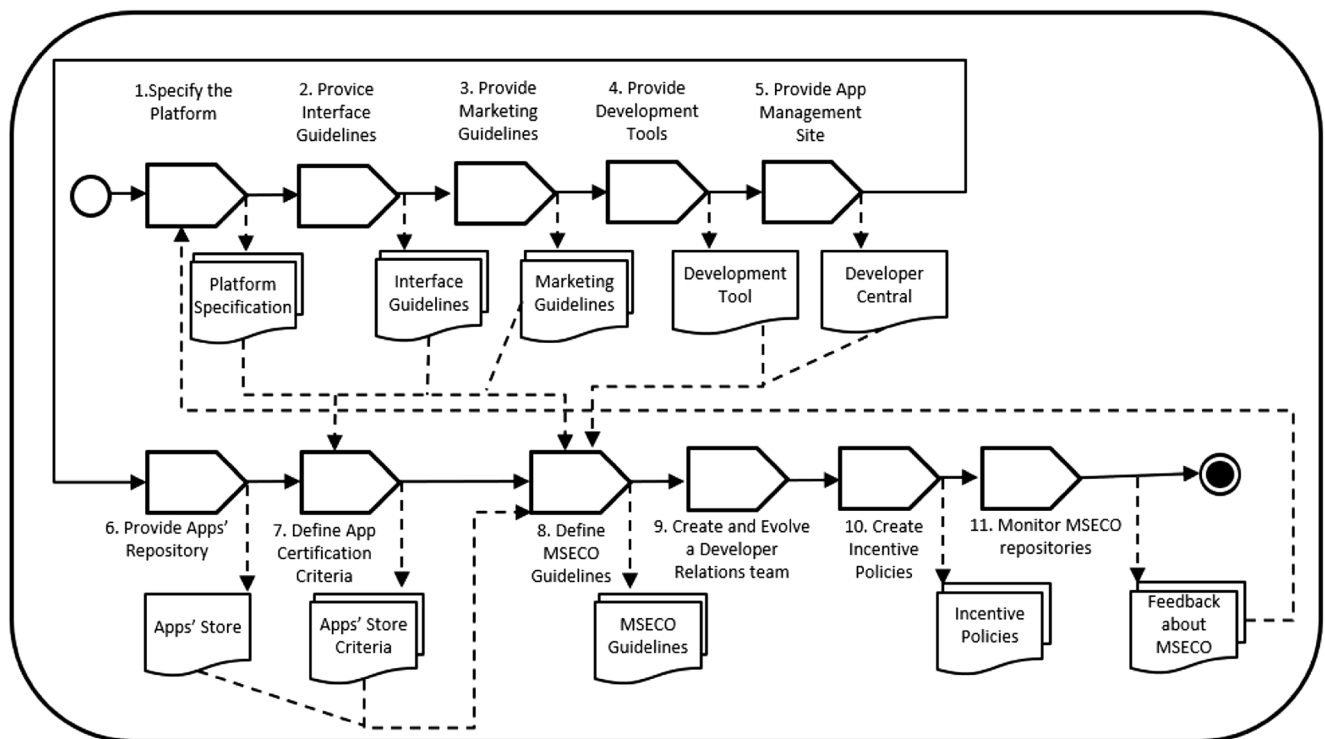 1.Specify the
Platform
2. Provice
Interface
Guidelines
3. Provide
Marketing
Guidelines
4. Provide
Development
Tools
5. Provide App
Management
Site
Platform
Specification
Interface
Guidelines
Marketing
Guidelines
Development
Tool
Developer
Central
6. Provide Apps’
Repository
7. Define App
Certification
Criteria
8. Define
MSECO
Guidelines
9. Create and Evolve
a Developer
Relations team
10. Create
Incentive
Policies
11. Monitor MSECO
repositories
Apps’ Store
Apps’ Store
Criteria
MSECO
Guidelines
Incentive
Policies
Feedback
about
MSECO